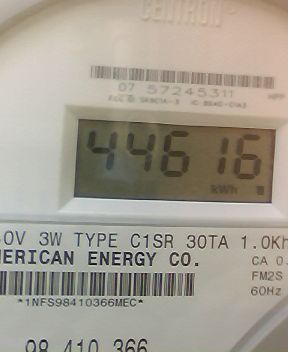 CENTRON
07 57245311
44616
kWh
0V 3W TYPE C1SR 30TA 1.0Kh
ERICAN ENERGY CO.
CA 0.
FM2S
*1NFS98410366MEC*
60Hz
98 410 366